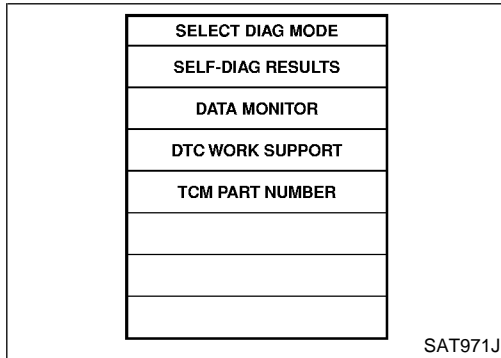 SELECT DIAG MODE
SELF-DIAG RESULTS
DATA MONITOR
DTC WORK SUPPORT
TCM PART NUMBER
SAT971J